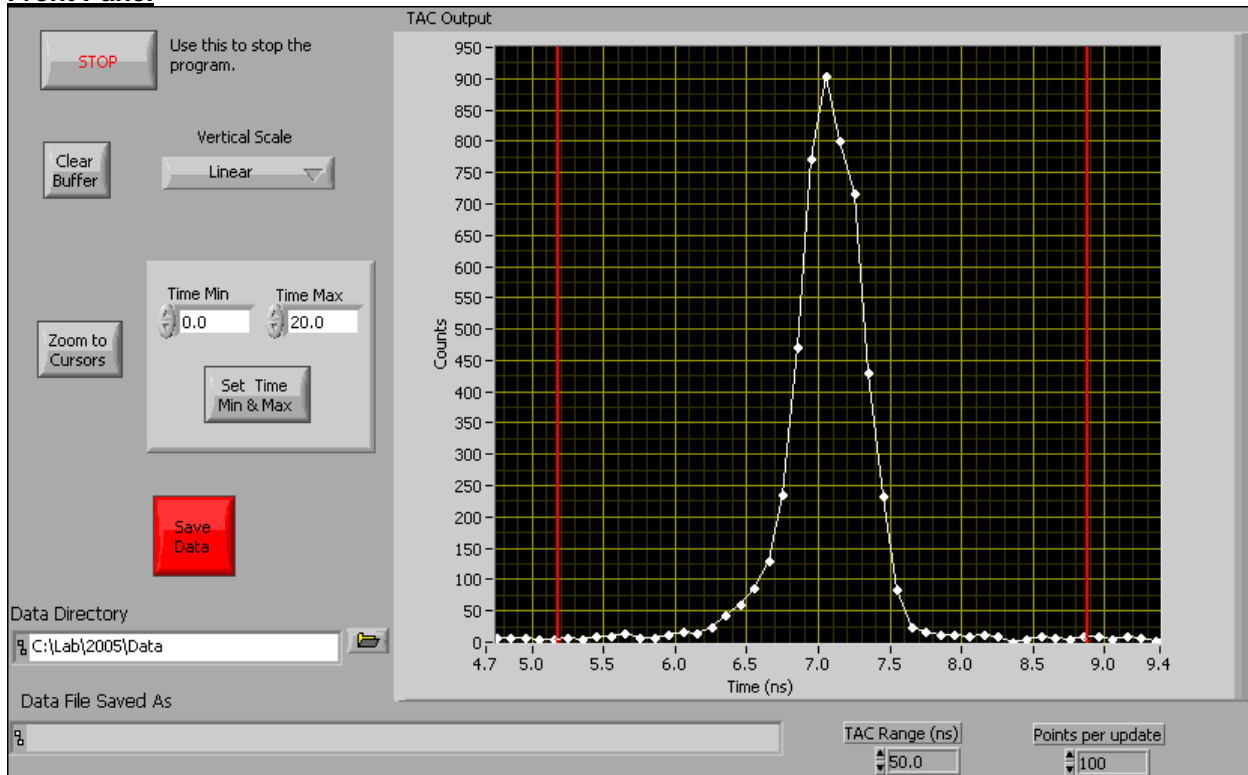 Front Panel
TAC Output
STOP
Use this to stop the
program.
Clear
Buffer
Vertical Scale
Linear
Time Min
Time Max
0.0
20.0
Zoom to
Cursors
Set Time
Min & Max
Save
Data
Data Directory
C:\Lab\2005\Data
Data File Saved As
Counts
950
900
850
800
750
700
650
600
550
500
450
400
350
300
250
200
150
100
50
0
4.7 5.0 5.5 6.0 6.5 7.0 7.5 8.0 8.5 9.0 9.4
Time (ns)
TAC Range (ns)
50.0
Points per update
100